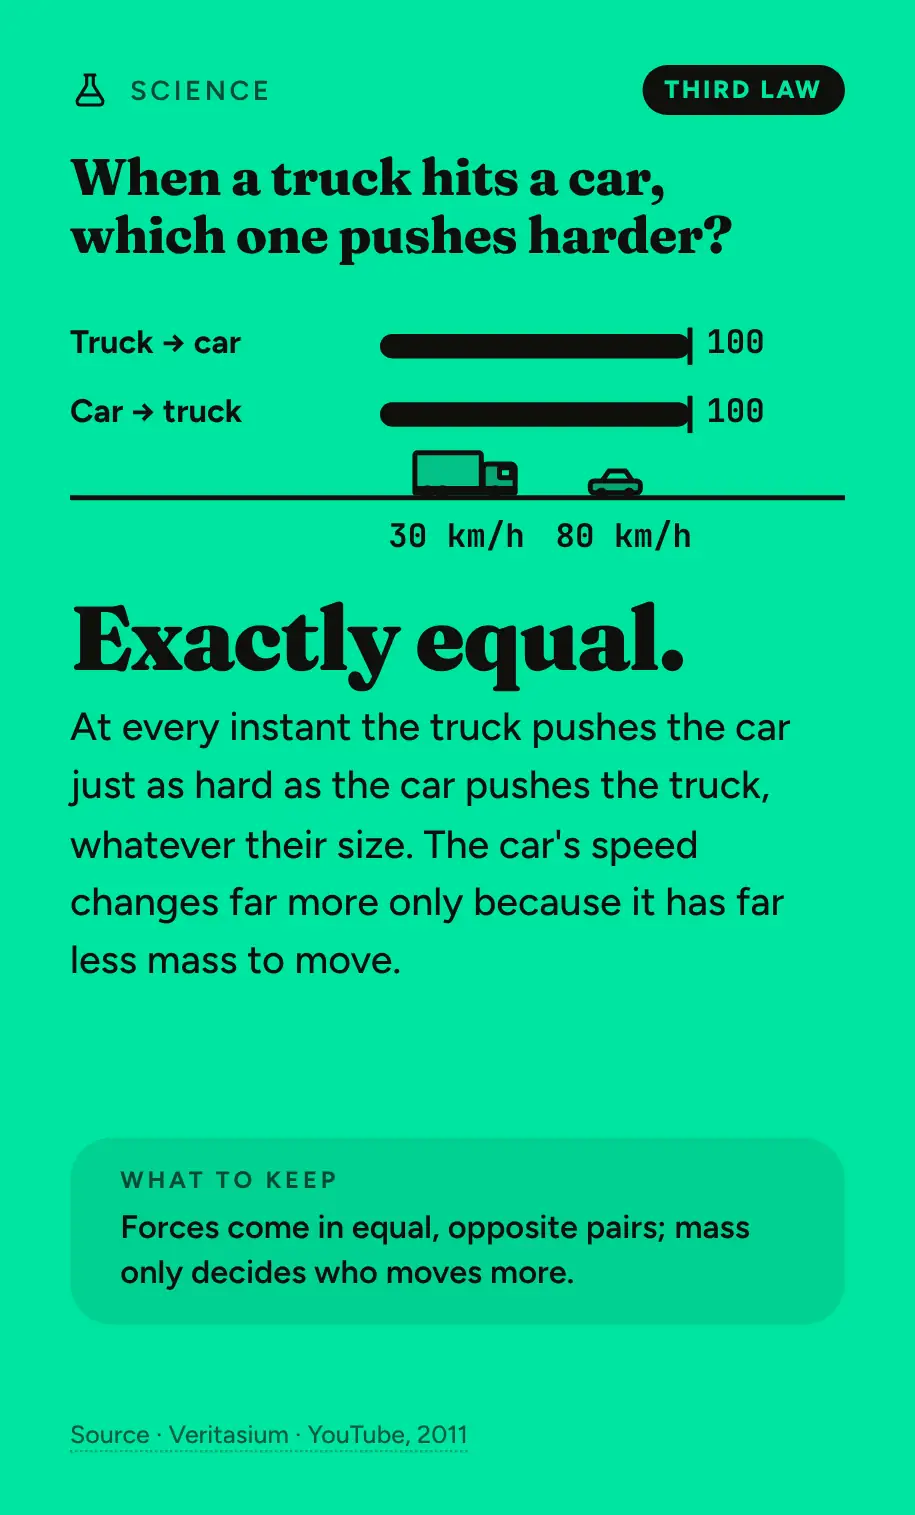 SCIENCE
THIRD LAW
When a truck hits a car,
which one pushes harder?
Truck → car 100
Car → truck 100
30 km/h 80 km/h
Exactly equal.
At every instant the truck pushes the car
just as hard as the car pushes the truck,
whatever their size. The car's speed
changes far more only because it has far
less mass to move.
WHAT TO KEEP
Forces come in equal, opposite pairs; mass
only decides who moves more.
Source · Veritasium · YouTube, 2011